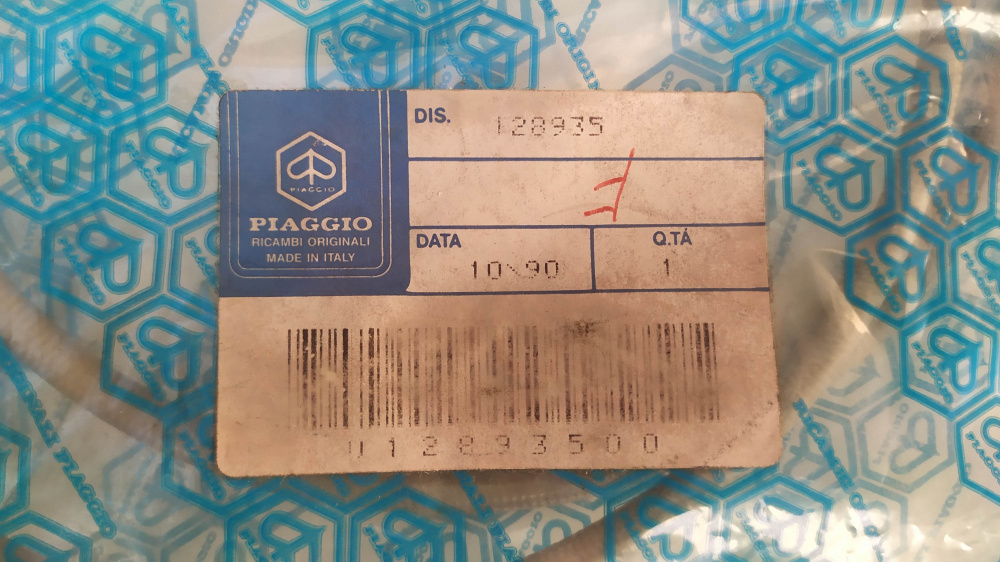 DIS.
128935
PIAGGIO
PIAGGIO
RICAMBI ORIGINALI
MADE IN ITALY
DATA
Q.TÁ
10\90
1
U12893500